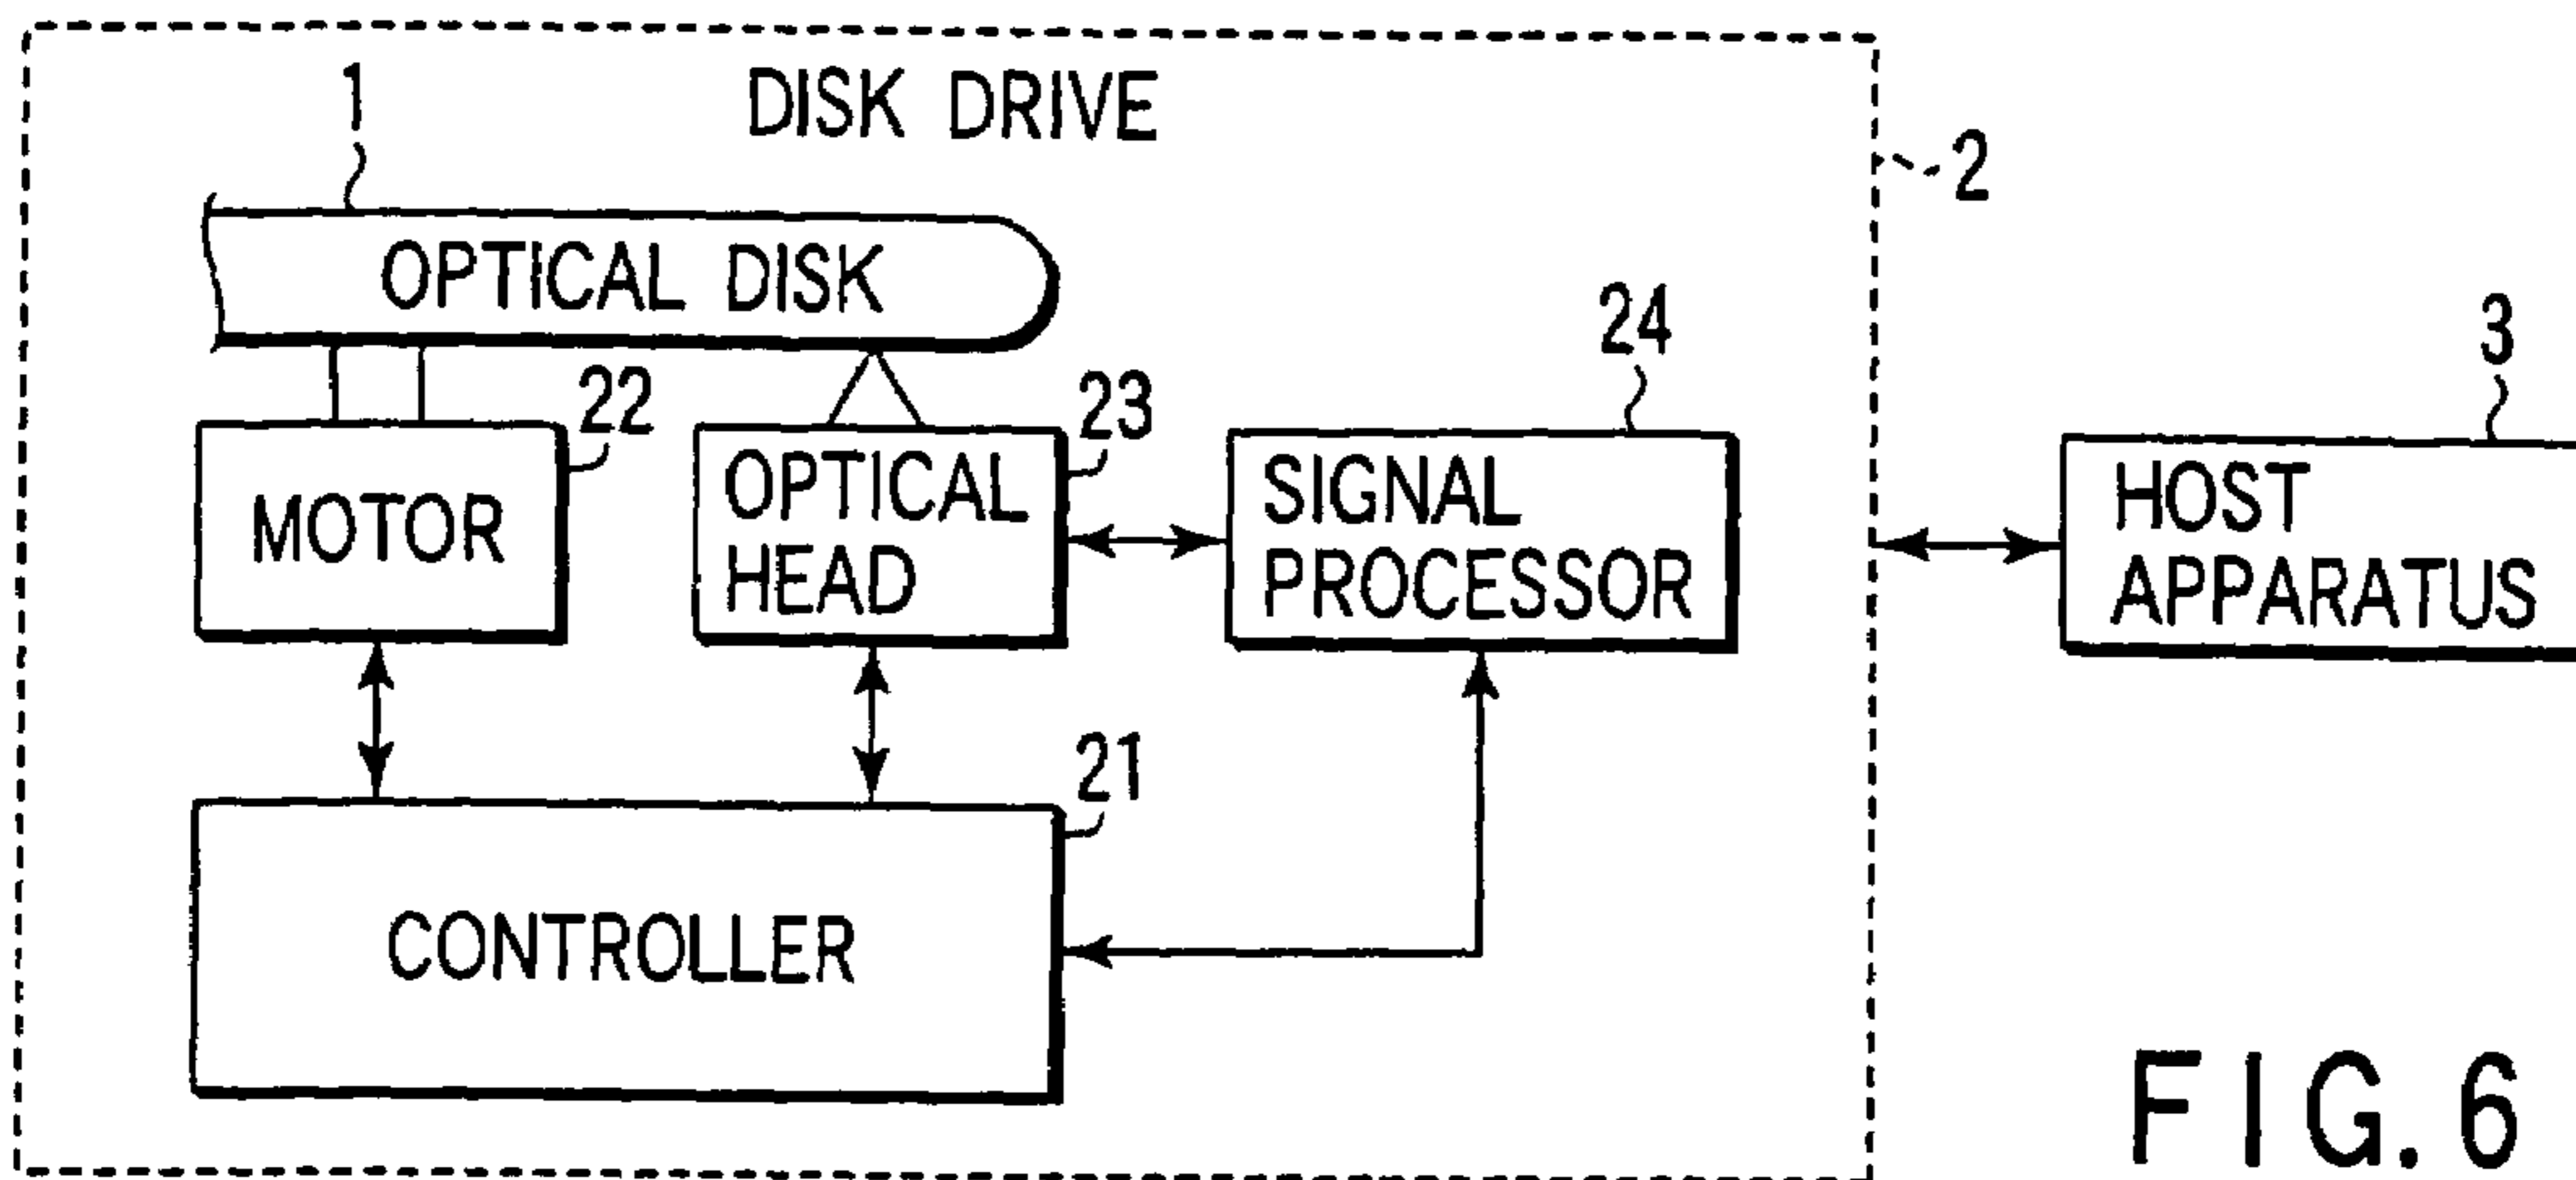 DISK DRIVE
1
2
OPTICAL DISK
22
23
24
3
MOTOR
OPTICAL
HEAD
SIGNAL
PROCESSOR
HOST
APPARATUS
21
CONTROLLER
FIG. 6